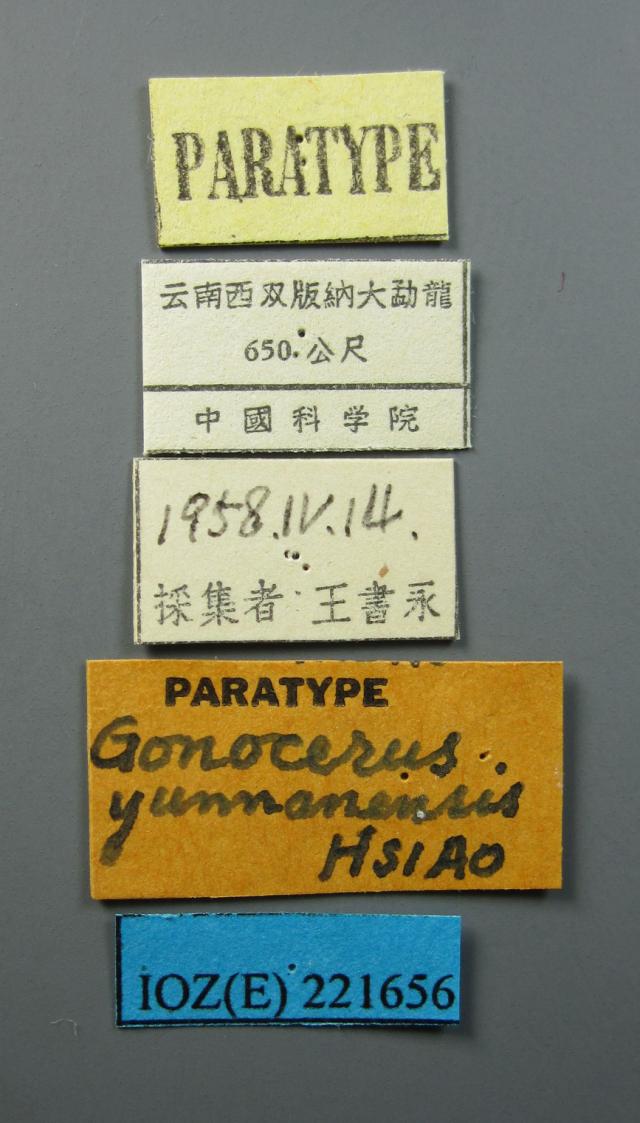 PARATYPE
云南西双版納大勐龍
650 公尺
中國科学院
1958.IV.14.
採集者 王書永
PARATYPE
Gonocerus
yunnanensis
HSIAO
IOZ(E) 221656